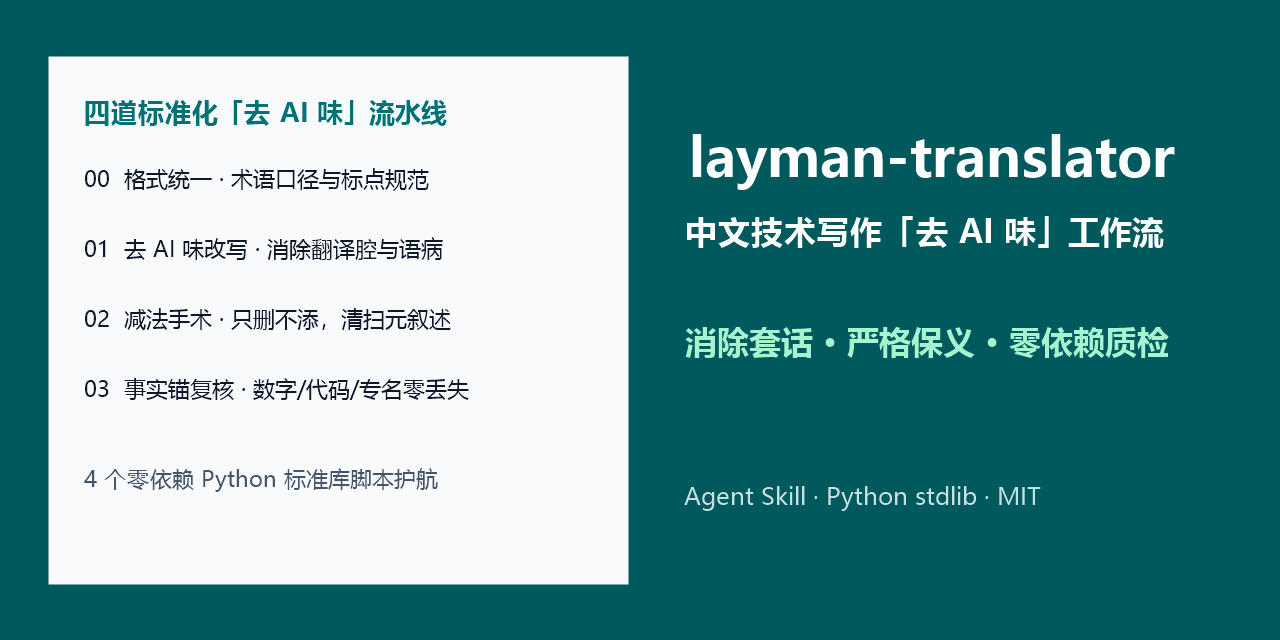 四道标准化「去 AI 味」流水线
00 格式统一 · 术语口径与标点规范
01 去 AI 味改写 · 消除翻译腔与语病
02 减法手术 · 只删不添，清扫元叙述
03 事实锚复核 · 数字/代码/专名零丢失
4 个零依赖 Python 标准库脚本护航
layman-translator
中文技术写作「去 AI 味」工作流
消除套话 • 严格保义 • 零依赖质检
Agent Skill · Python stdlib · MIT